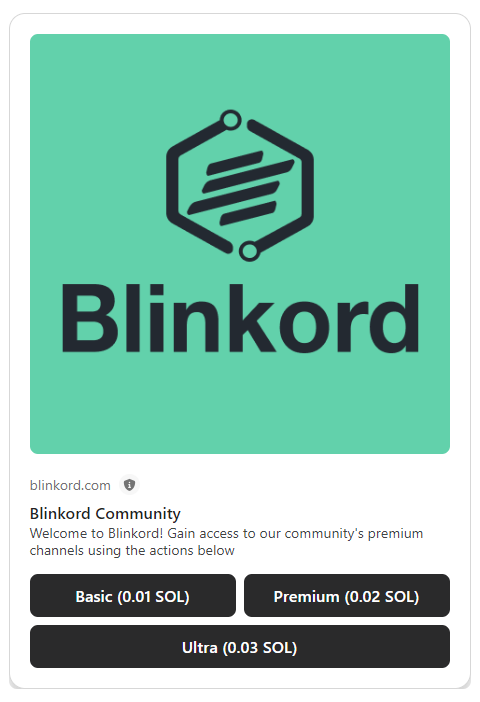 Blinkord
blinkord.com
Blinkord Community
Welcome to Blinkord! Gain access to our community's premium
channels using the actions below
Basic (0.01 SOL)
Premium (0.02 SOL)
Ultra (0.03 SOL)